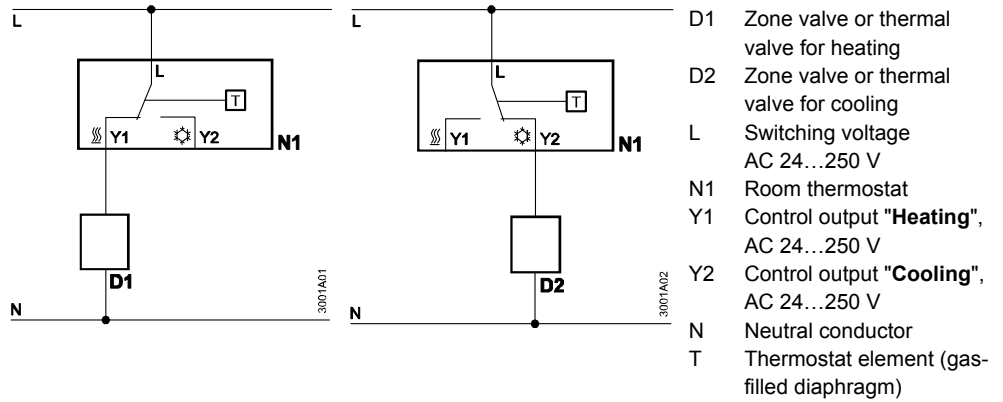 L
L
T
Y1
Y2
N1
D1
N
3001A01
L
L
T
Y1
Y2
N1
D2
N
3001A02
D1 Zone valve or thermal
valve for heating
D2 Zone valve or thermal
valve for cooling
L Switching voltage
AC 24…250 V
N1 Room thermostat
Y1 Control output "Heating",
AC 24…250 V
Y2 Control output "Cooling",
AC 24…250 V
N Neutral conductor
T Thermostat element (gas-
filled diaphragm)